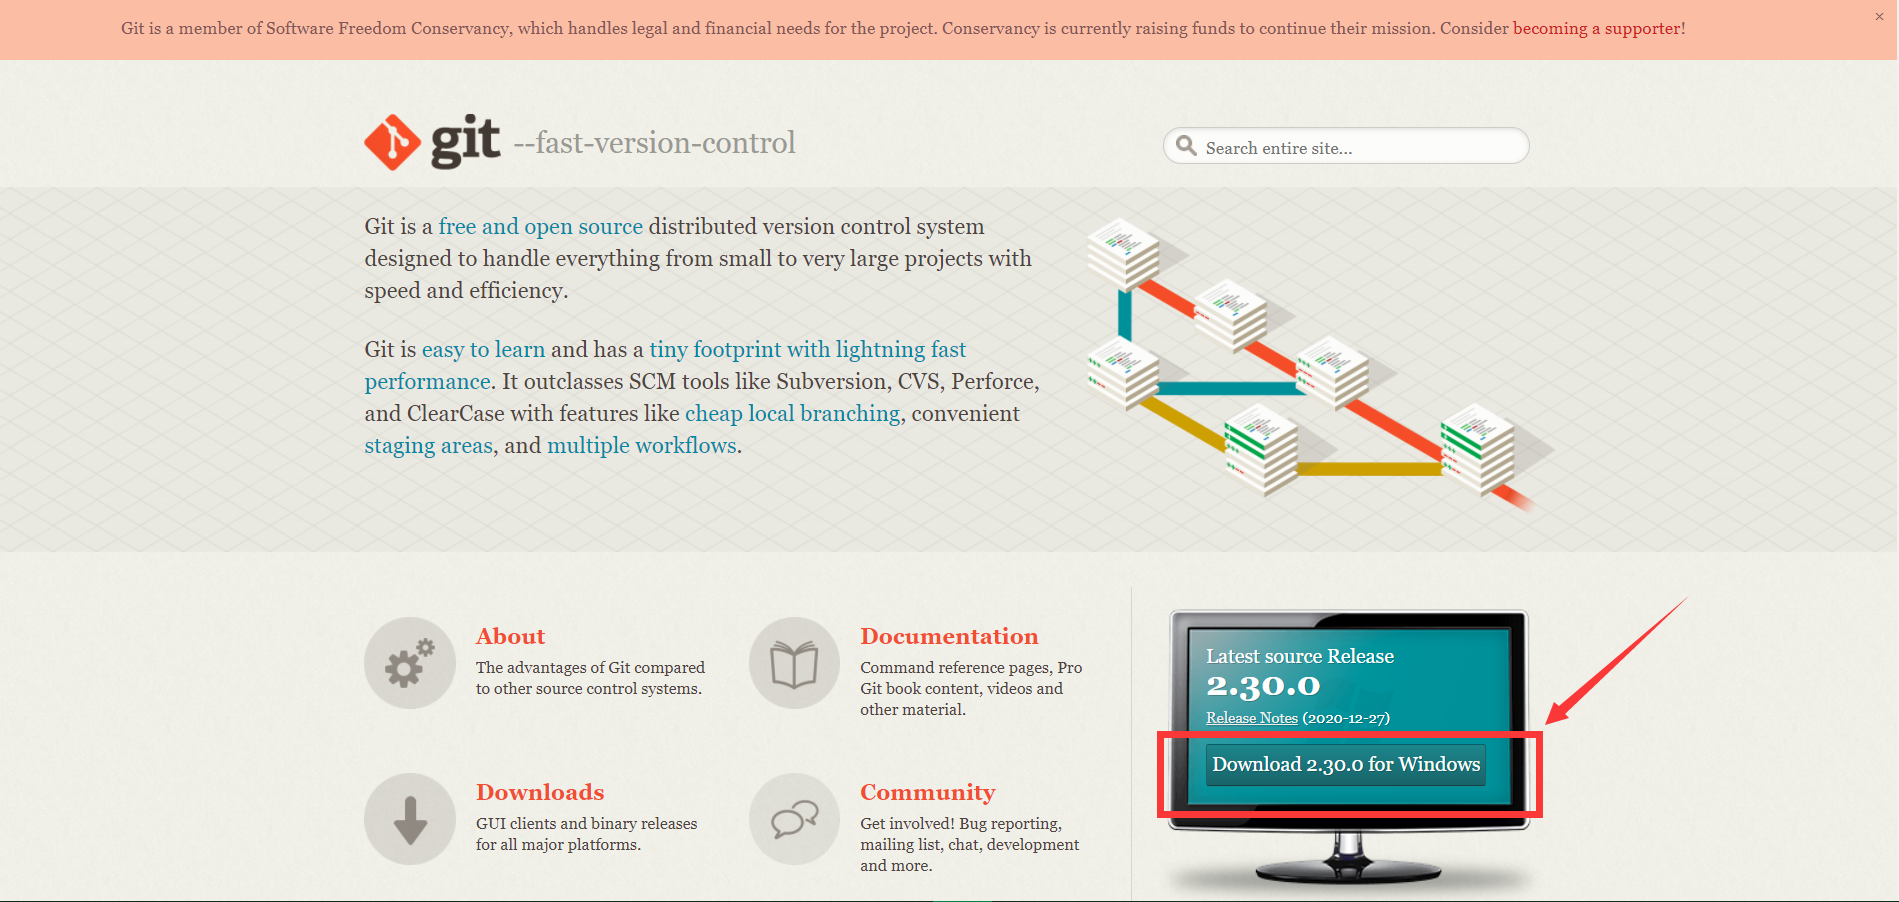 Git is a member of Software Freedom Conservancy, which handles legal and financial needs for the project. Conservancy is currently raising funds to continue their mission. Consider becoming a supporter!
×
git --fast-version-control
Search entire site...
Git is a free and open source distributed version control system
designed to handle everything from small to very large projects with
speed and efficiency.
Git is easy to learn and has a tiny footprint with lightning fast
performance. It outclasses SCM tools like Subversion, CVS, Perforce,
and ClearCase with features like cheap local branching, convenient
staging areas, and multiple workflows.
About
The advantages of Git compared
to other source control systems.
Documentation
Command reference pages, Pro
Git book content, videos and
other material.
Downloads
GUI clients and binary releases
for all major platforms.
Community
Get involved! Bug reporting,
mailing list, chat, development
and more.
Latest source Release
2.30.0
Release Notes (2020-12-27)
Download 2.30.0 for Windows